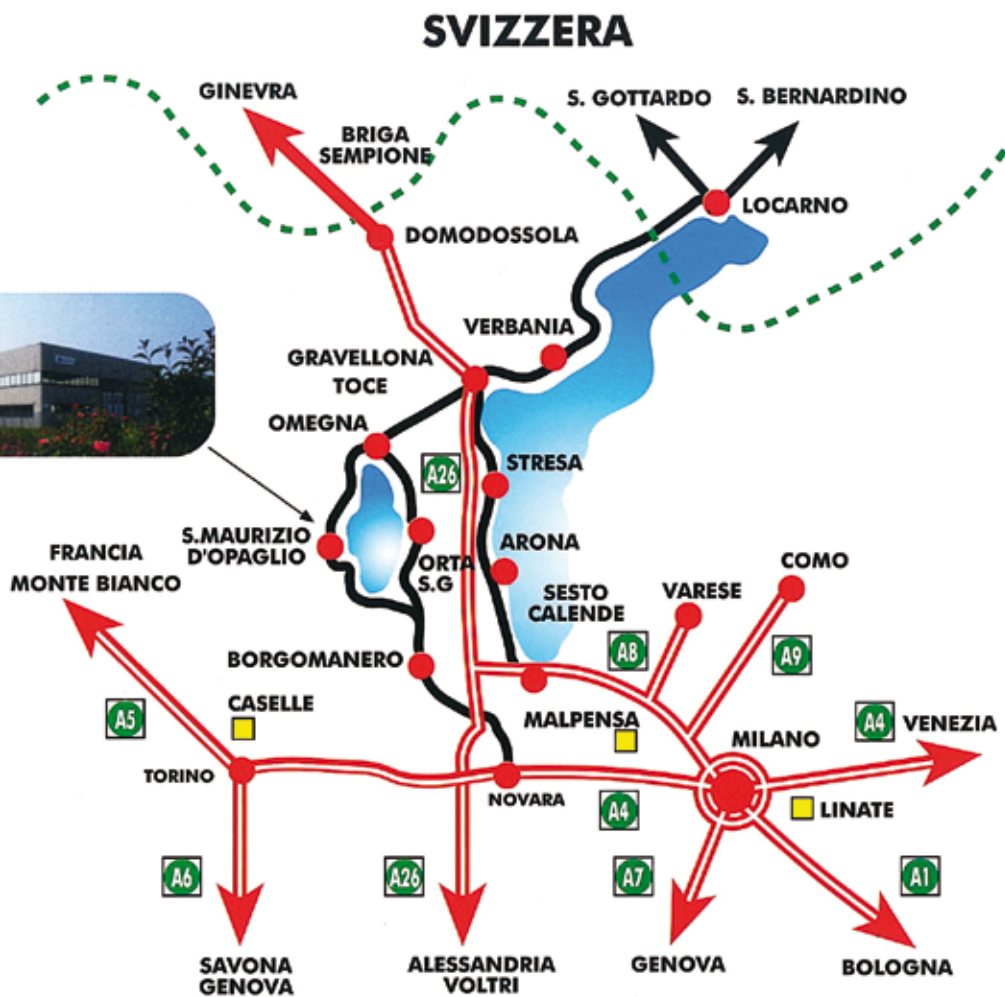 SVIZZERA
GINEVRA
S. GOTTARDO
S. BERNARDINO
BRIGA
SEMPIONE
LOCARNO
DOMODOSSOLA
VERBANIA
GRAVELLONA
TOCE
OMEGNA
A26
STRESA
S.MAURIZIO
D'OPAGLIO
ORTA
S.G
ARONA
FRANCIA
MONTE BIANCO
SESTO
CALENDE
VARESE
COMO
BORGOMANERO
A8
A9
A5
CASELLE
MALPENSA
MILANO
A4
VENEZIA
TORINO
NOVARA
A4
LINATE
A6
A26
A7
A1
SAVONA
GENOVA
ALESSANDRIA
VOLTRI
GENOVA
BOLOGNA